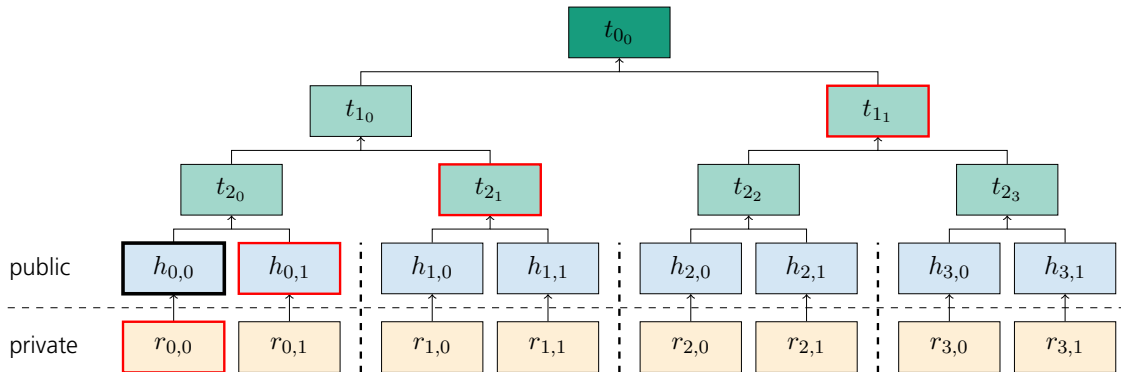 t_{0_0}
t_{1_0} t_{1_1}
t_{2_0} t_{2_1} t_{2_2} t_{2_3}
public h_{0,0} h_{0,1} h_{1,0} h_{1,1} h_{2,0} h_{2,1} h_{3,0} h_{3,1}
private r_{0,0} r_{0,1} r_{1,0} r_{1,1} r_{2,0} r_{2,1} r_{3,0} r_{3,1}